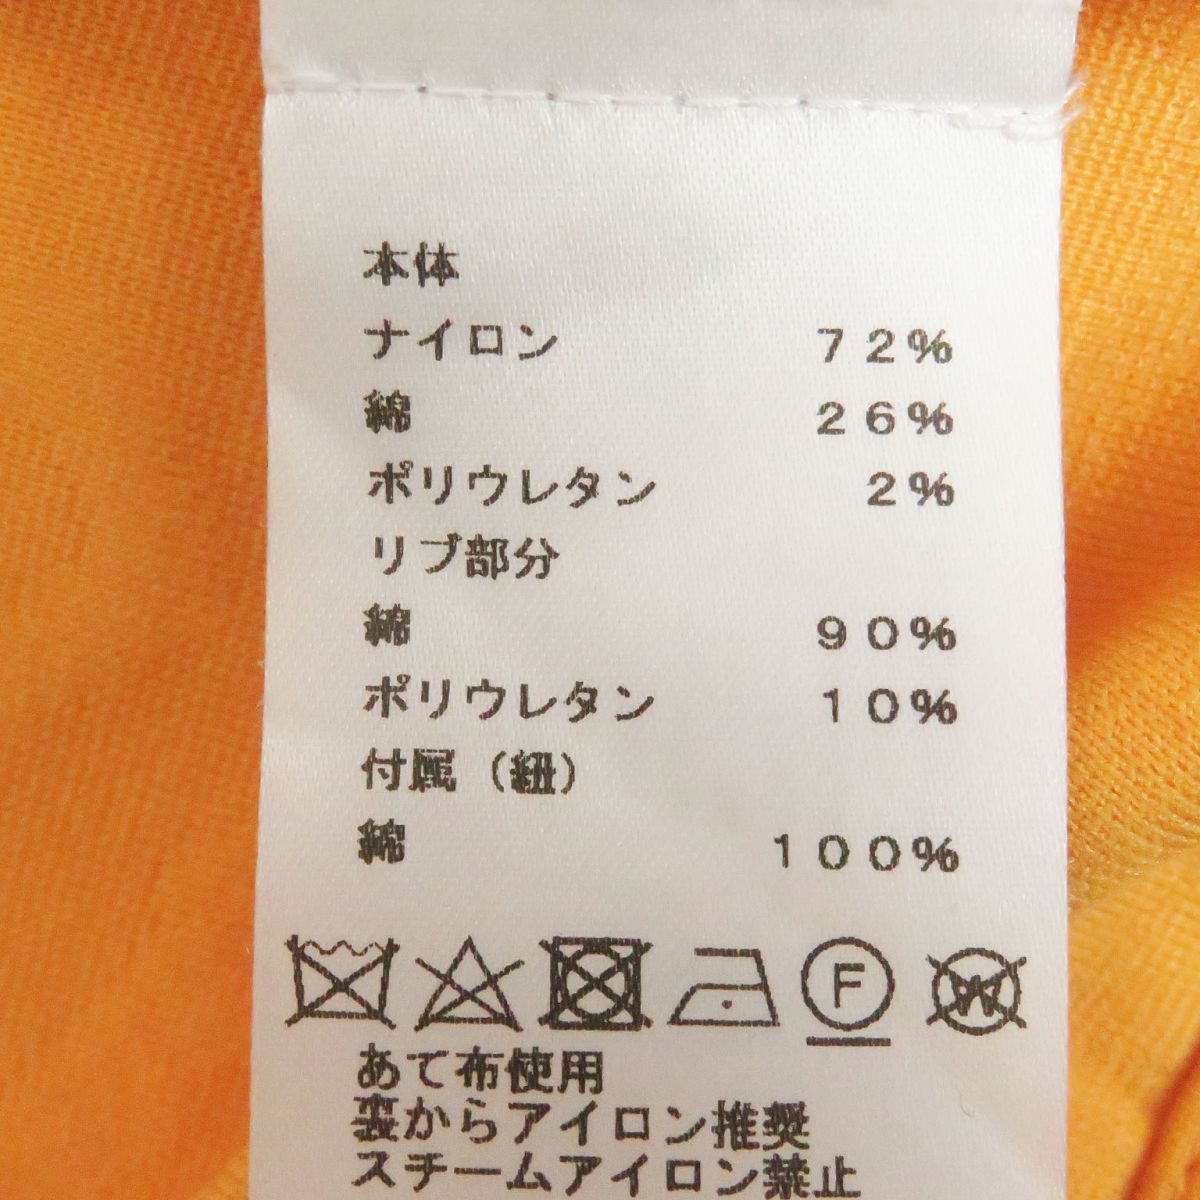 本体
ナイロン ７２％
綿 ２６％
ポリウレタン ２％
リブ部分
綿 ９０％
ポリウレタン １０％
付属（紐）
綿 １００％
F W
あて布使用
裏からアイロン推奨
スチームアイロン禁止